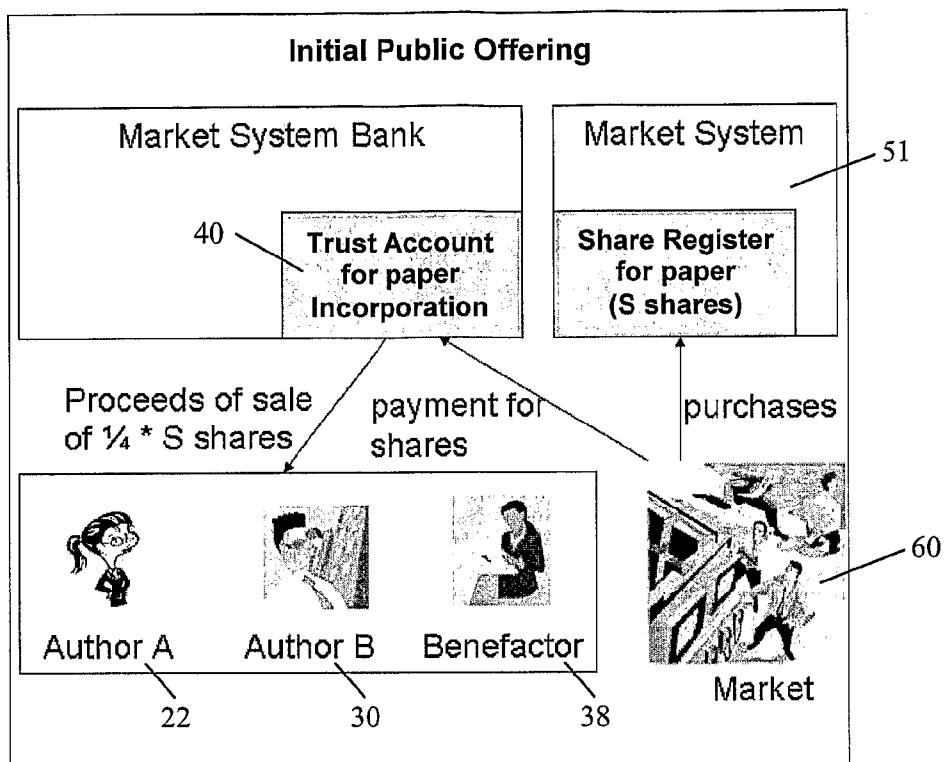 Initial Public Offering
Market System Bank
Market System
51
40
Trust Account
for paper
Incorporation
Share Register
for paper
(S shares)
Proceeds of sale
of ¼ * S shares
payment for
shares
purchases
60
Author A
Author B
Benefactor
Market
22
30
38